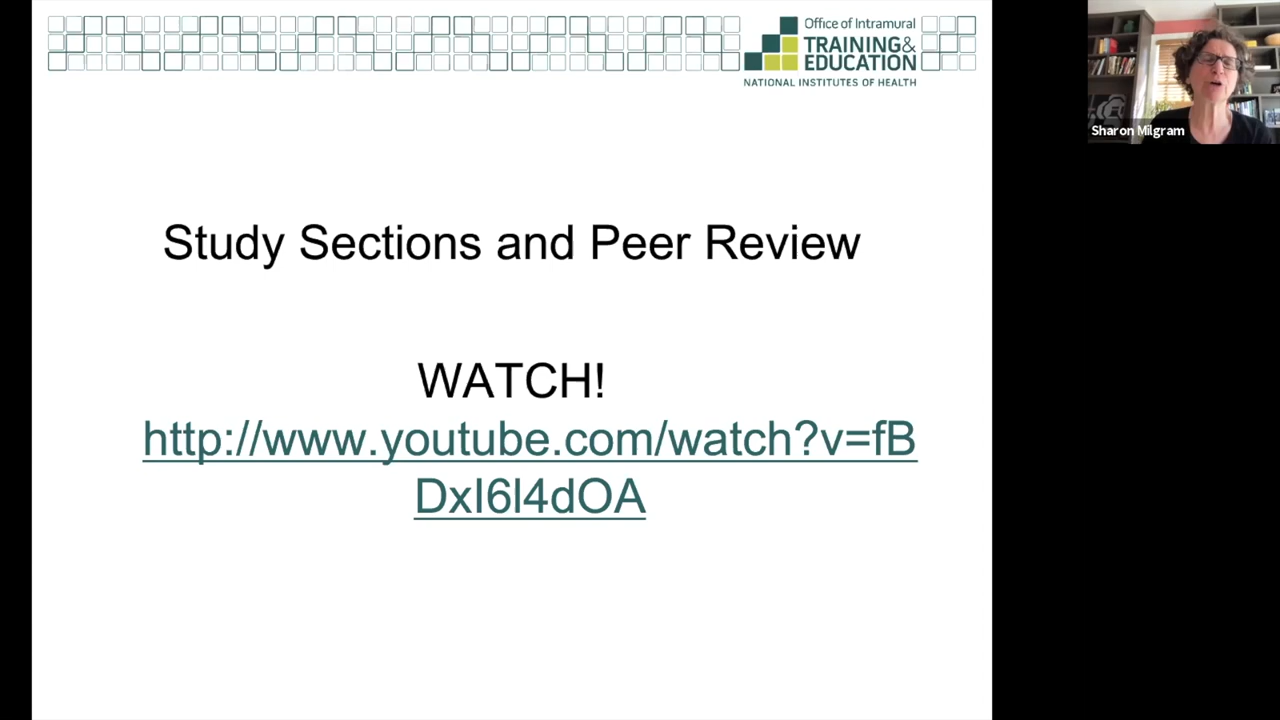 Office of Intramural
TRAINING&
EDUCATION
NATIONAL INSTITUTES OF HEALTH
Sharon Milgram
Study Sections and Peer Review
WATCH!
http://www.youtube.com/watch?v=fB
DxI6l4dOA